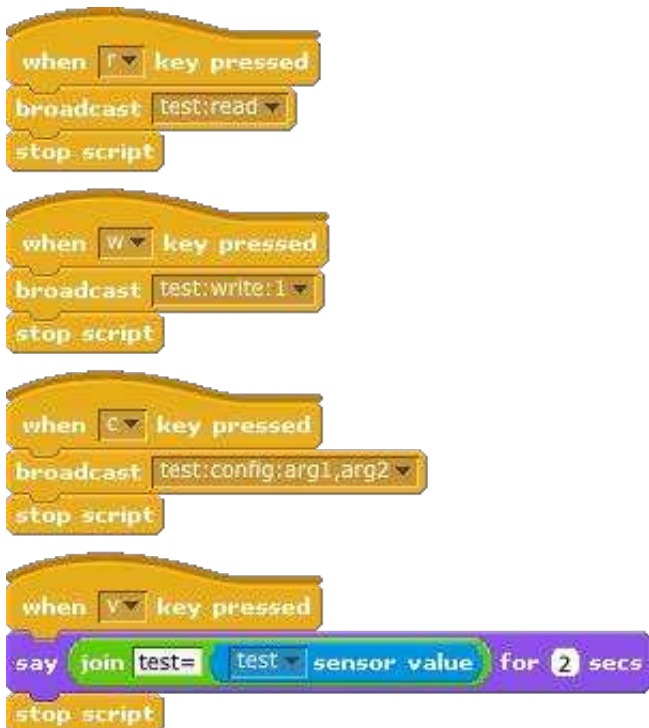 when r key pressed
broadcast test:read
stop script
when w key pressed
broadcast test:write:1
stop script
when c key pressed
broadcast test:config:arg1,arg2
stop script
when v key pressed
say join test= test sensor value for 2 secs
stop script